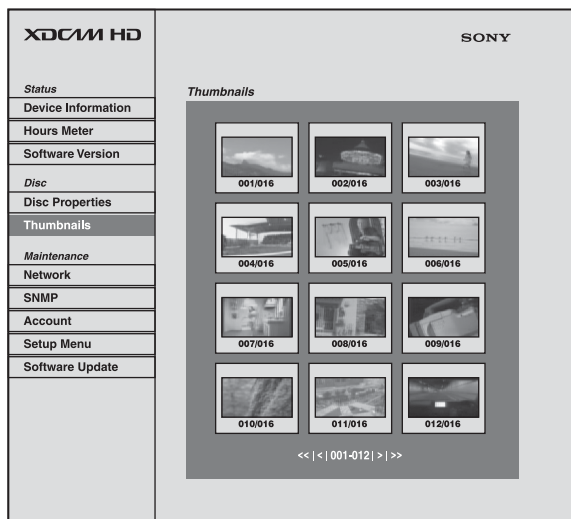 XDCAM HD
SONY
Status
Device Information
Hours Meter
Software Version
Disc
Disc Properties
Thumbnails
Maintenance
Network
SNMP
Account
Setup Menu
Software Update
Thumbnails
001/016
002/016
003/016
004/016
005/016
006/016
007/016
008/016
009/016
010/016
011/016
012/016
<< | < | 001-012 | > | >>